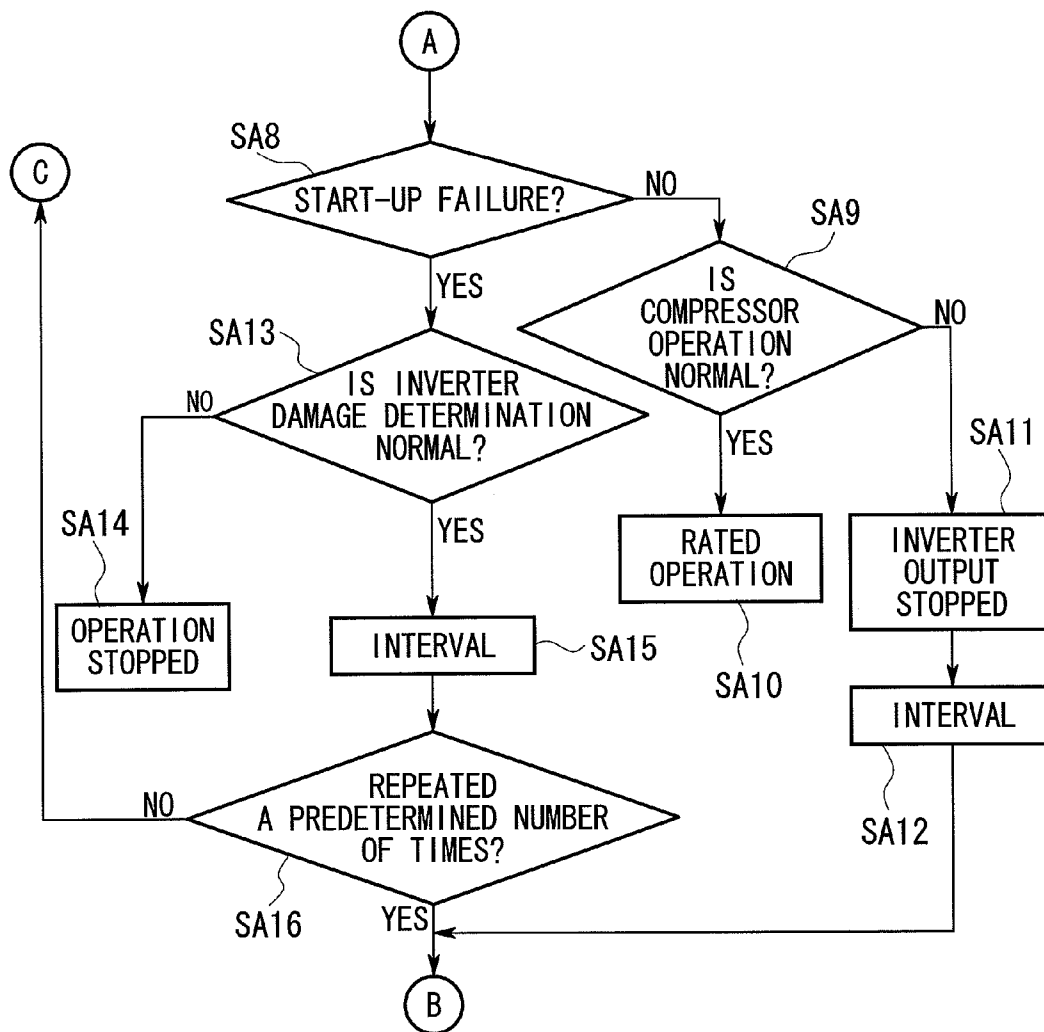 A
SA8
C
START-UP FAILURE?
NO
SA9
YES
IS
COMPRESSOR
OPERATION
NORMAL?
NO
SA13
IS INVERTER
DAMAGE DETERMINATION
NORMAL?
NO
YES
SA11
SA14
YES
RATED
OPERATION
INVERTER
OUTPUT
STOPPED
OPERATION
STOPPED
INTERVAL
SA15
SA10
INTERVAL
REPEATED
A PREDETERMINED NUMBER
OF TIMES?
NO
SA12
SA16
YES
B